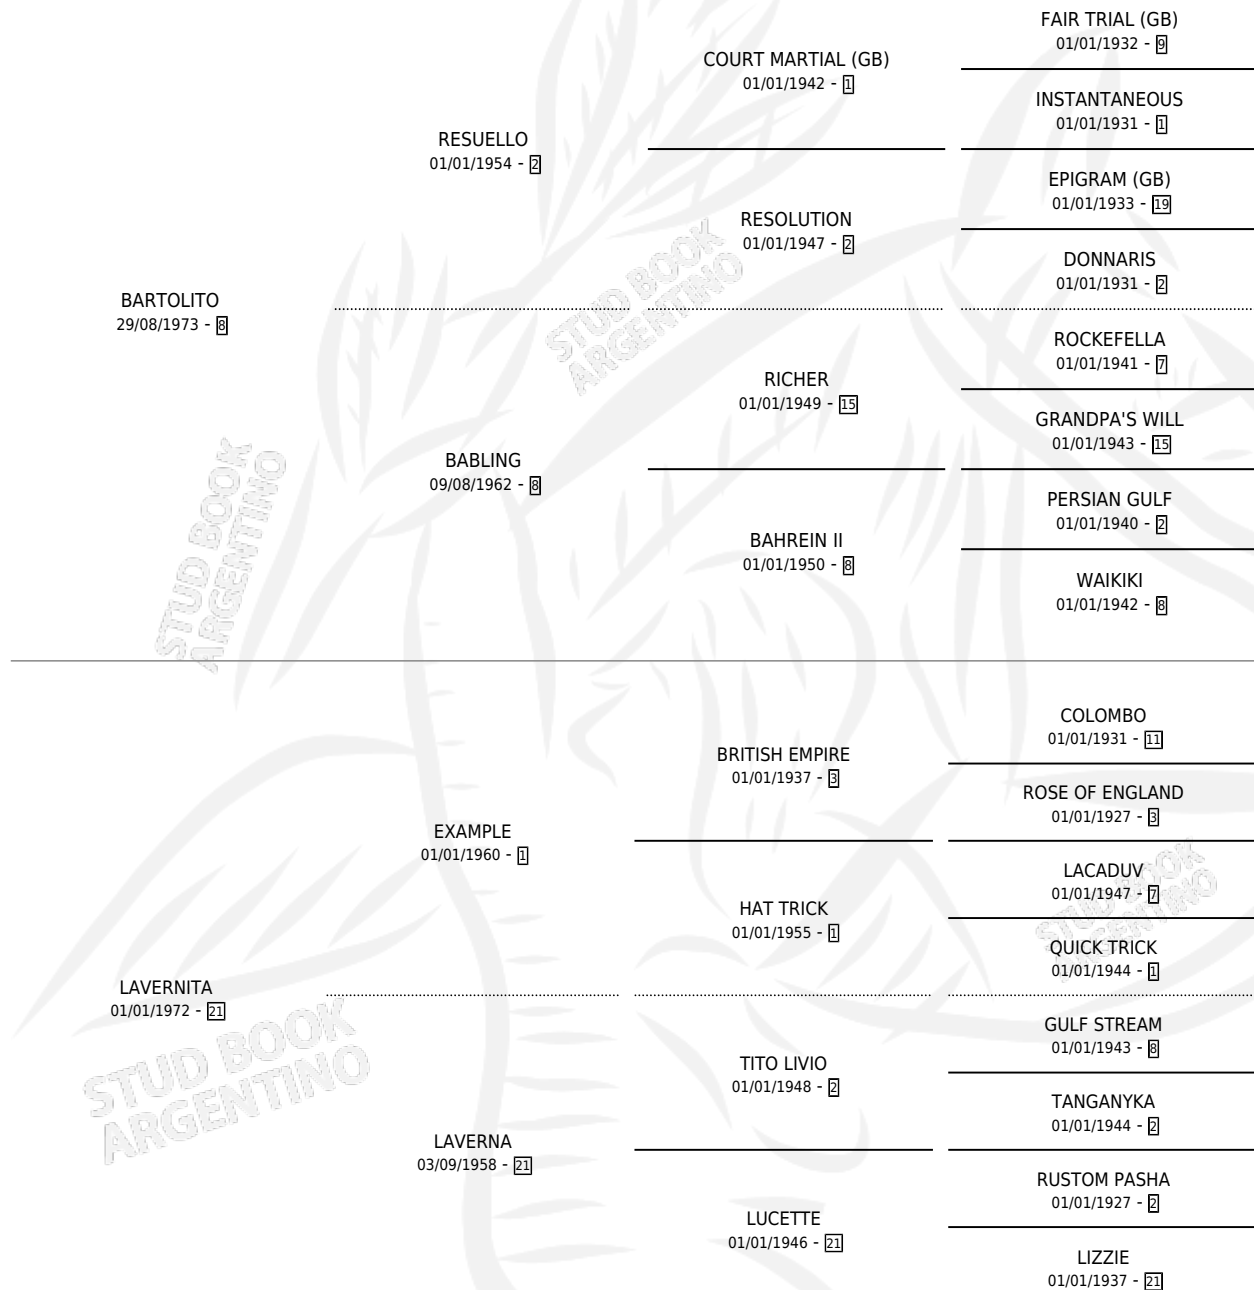 FAIR TRIAL (GB)
01/01/1932 - 9
COURT MARTIAL (GB)
01/01/1942 - 1
INSTANTANEOUS
01/01/1931 - 1
RESUELLO
01/01/1954 - 2
EPIGRAM (GB)
01/01/1933 - 19
RESOLUTION
01/01/1947 - 2
DONNARIS
01/01/1931 - 2
BARTOLITO
29/08/1973 - 8
ROCKEFELLA
01/01/1941 - 7
RICHER
01/01/1949 - 15
GRANDPA'S WILL
01/01/1943 - 15
BABLING
09/08/1962 - 8
PERSIAN GULF
01/01/1940 - 2
BAHREIN II
01/01/1950 - 8
WAIKIKI
01/01/1942 - 8
COLOMBO
01/01/1931 - 11
BRITISH EMPIRE
01/01/1937 - 3
ROSE OF ENGLAND
01/01/1927 - 3
EXAMPLE
01/01/1960 - 1
LACADUV
01/01/1947 - 7
HAT TRICK
01/01/1955 - 1
QUICK TRICK
01/01/1944 - 1
LAVERNITA
01/01/1972 - 21
GULF STREAM
01/01/1943 - 8
TITO LIVIO
01/01/1948 - 2
TANGANYKA
01/01/1944 - 2
LAVERNA
03/09/1958 - 21
RUSTOM PASHA
01/01/1927 - 2
LUCETTE
01/01/1946 - 21
LIZZIE
01/01/1937 - 21
STUD BOOK
ARGENTINO
STUD BOOK
ARGENTINO
STUD BOOK
ARGENTINO
STUD BOOK
ARGENTINO